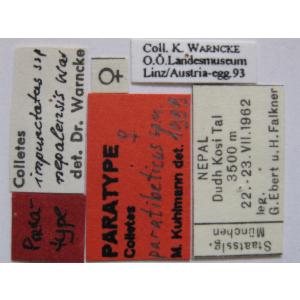 Coll. K. WARNCKE
O.Ö.Landesmuseum
Linz/Austria-egg.93
Colletes
impunctatus ssp
nepalensis War
det. Dr. Warncke
♀
Para-
type
PARATYPE ♀
Colletes
paratibeticus
M. Kuhlmann det.
NEPAL
Dudh Kosi Tal
3500 m
22.-23.VII.1962
leg.
G.Ebert u.H.Falkner
Staatsslg.
München